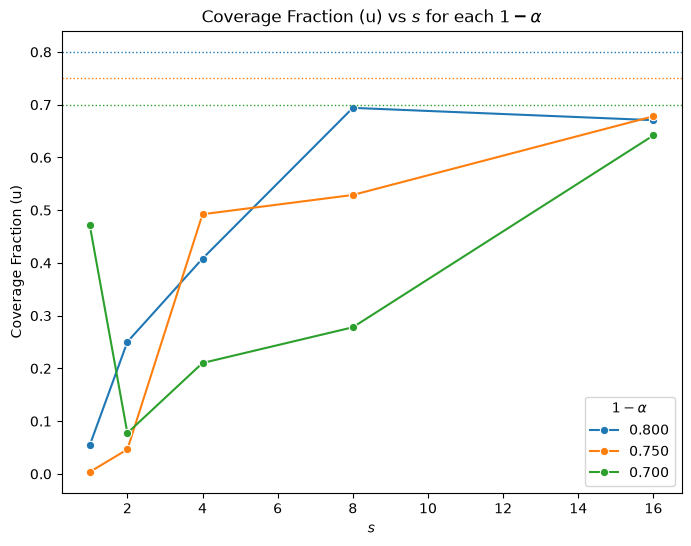 Coverage Fraction (u) vs s for each 1 − α
Coverage Fraction (u)
0.8
0.7
0.6
0.5
0.4
0.3
0.2
0.1
0.0
2 4 6 8 10 12 14 16
s
1 − α
0.800
0.750
0.700